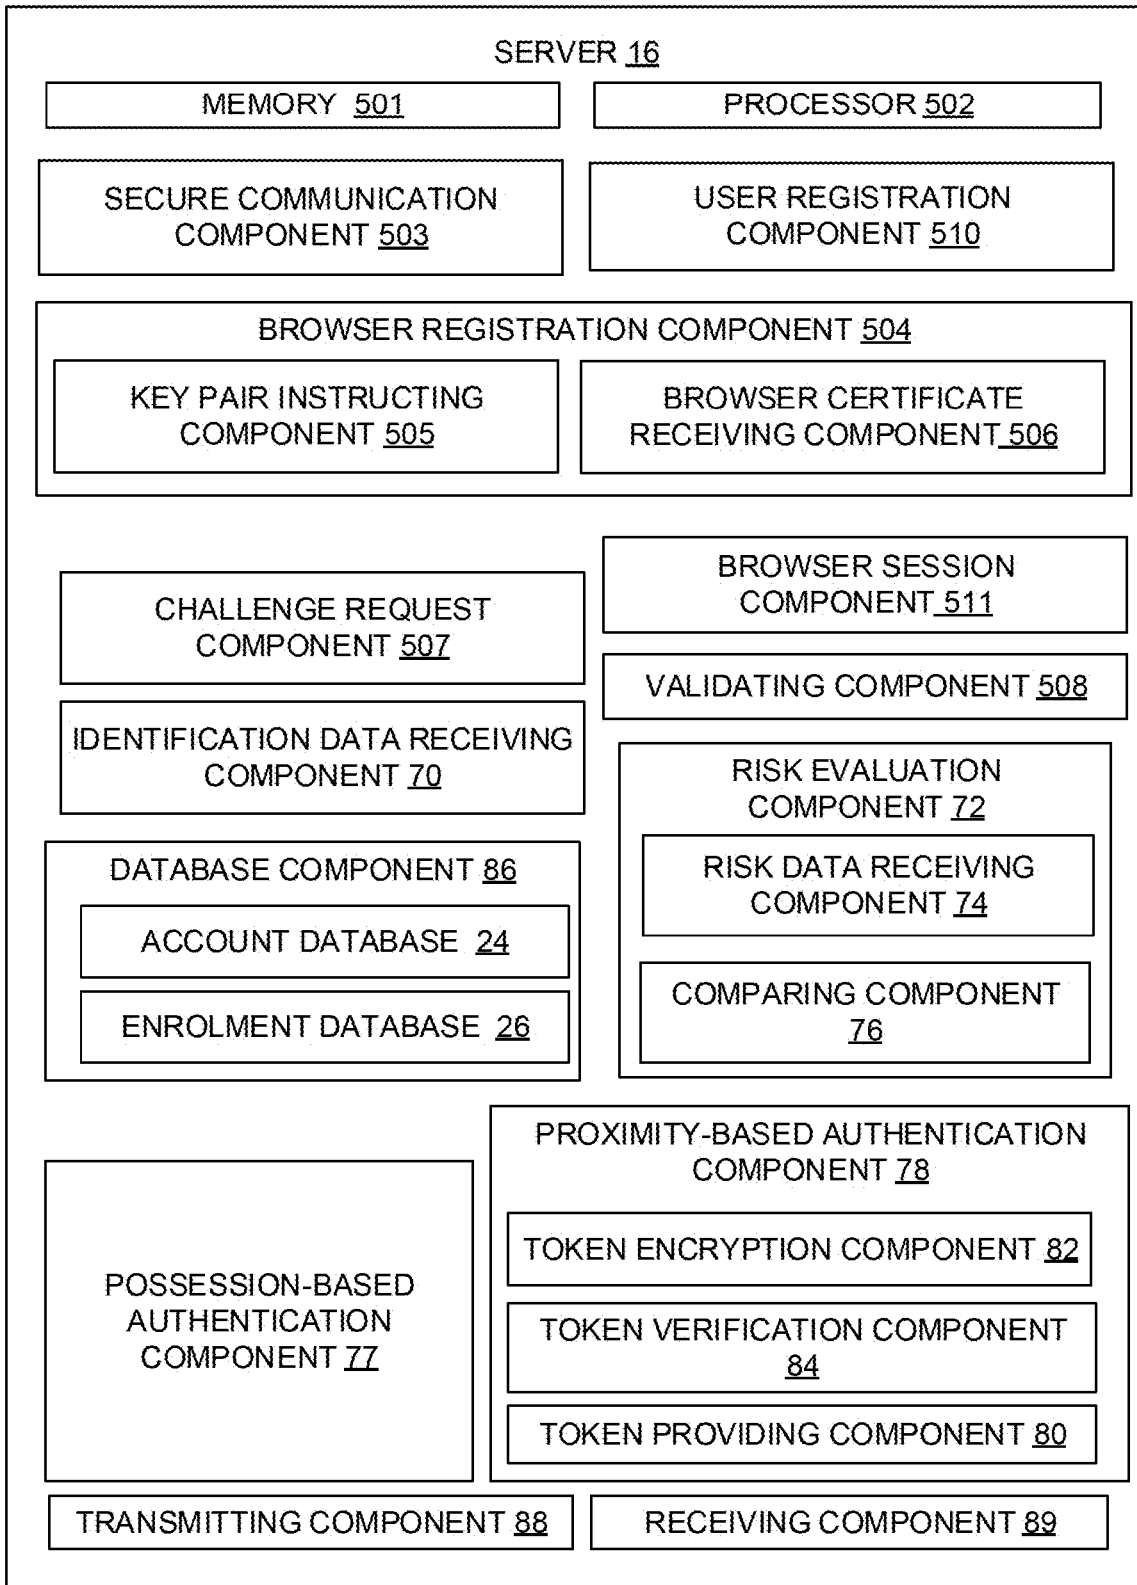 SERVER 16
MEMORY 501
PROCESSOR 502
SECURE COMMUNICATION
COMPONENT 503
USER REGISTRATION
COMPONENT 510
BROWSER REGISTRATION COMPONENT 504
KEY PAIR INSTRUCTING
COMPONENT 505
BROWSER CERTIFICATE
RECEIVING COMPONENT 506
BROWSER SESSION
COMPONENT 511
CHALLENGE REQUEST
COMPONENT 507
VALIDATING COMPONENT 508
IDENTIFICATION DATA RECEIVING
COMPONENT 70
RISK EVALUATION
COMPONENT 72
RISK DATA RECEIVING
COMPONENT 74
COMPARING COMPONENT
76
DATABASE COMPONENT 86
ACCOUNT DATABASE 24
ENROLMENT DATABASE 26
PROXIMITY-BASED AUTHENTICATION
COMPONENT 78
TOKEN ENCRYPTION COMPONENT 82
TOKEN VERIFICATION COMPONENT
84
TOKEN PROVIDING COMPONENT 80
POSSESSION-BASED
AUTHENTICATION
COMPONENT 77
TRANSMITTING COMPONENT 88
RECEIVING COMPONENT 89